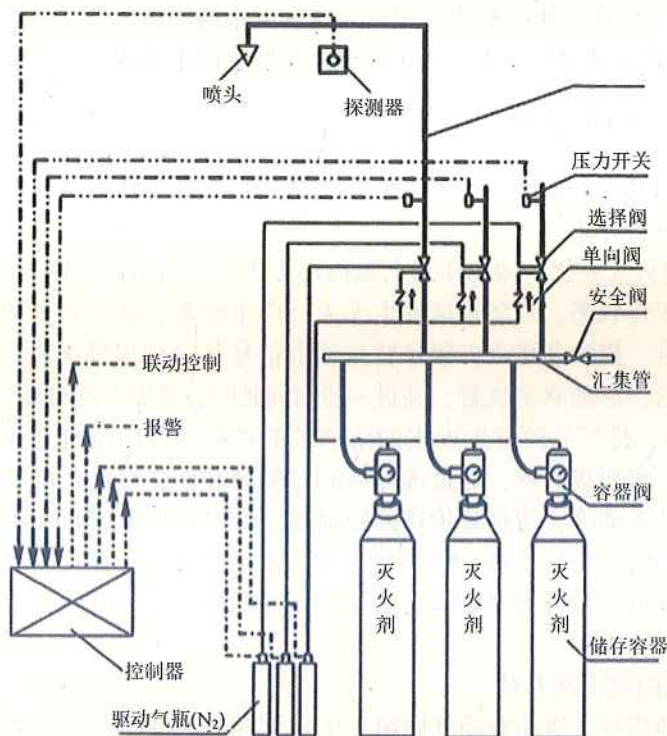 喷头
探测器
压力开关
选择阀
单向阀
安全阀
汇集管
联动控制
报警
容器阀
灭火剂
灭火剂
灭火剂
储存容器
控制器
驱动气瓶(N₂)